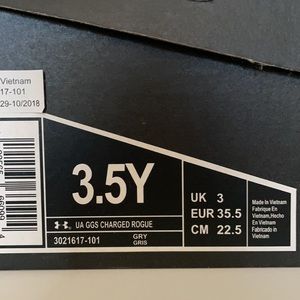 Vietnam
17-101
29-10/2018
3.5Y
UA GGS CHARGED ROGUE
3021617-101
GRY
GRIS
UK 3
EUR 35.5
CM 22.5
Made In Vietnam
Fabrique En
Vietnam,Hecho
En Vietnam
Fabricado in
Vietnam